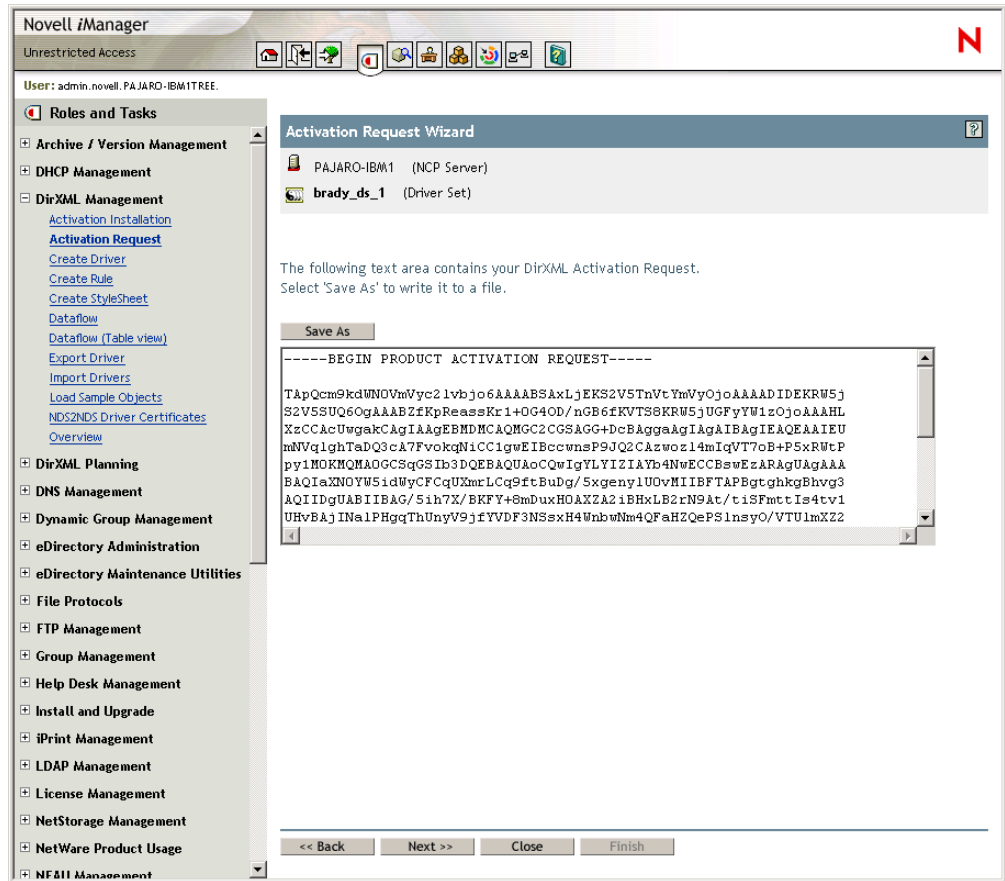 Novell iManager
Unrestricted Access
N
User: admin.novell.PAJARO-IBM1TREE.
Roles and Tasks
Archive / Version Management
DHCP Management
DirXML Management
Activation Installation
Activation Request
Create Driver
Create Rule
Create StyleSheet
Dataflow
Dataflow (Table view)
Export Driver
Import Drivers
Load Sample Objects
NDS2NDS Driver Certificates
Overview
DirXML Planning
DNS Management
Dynamic Group Management
eDirectory Administration
eDirectory Maintenance Utilities
File Protocols
FTP Management
Group Management
Help Desk Management
Install and Upgrade
iPrint Management
LDAP Management
License Management
NetStorage Management
NetWare Product Usage
NFAU Management
Activation Request Wizard
?
PAJARO-IBM1 (NCP Server)
brady_ds_1 (Driver Set)
The following text area contains your DirXML Activation Request.
Select 'Save As' to write it to a file.
Save As
-----BEGIN PRODUCT ACTIVATION REQUEST-----
TApQcm9kdWN0VmVyc2lvbjo6AAAABSAxLjEKS2V5TnVtYmVyOjoAAAADIDEKRW5j
S2V5SUQ6OgAAABZfKpReassKr1+0G4OD/nGB6fKVTS8KRW5jUGFyYW1zOjoAAAHL
XzCCAcUwgakCAgIAAgEBMDMCAQMGC2CGSAGG+DcBAggaAgIAgAIBAgIEAQEAAIEU
mNVqlghTaDQ3cA7FvokqNiCC1gwEIBccwnsP9JQ2CAzwozl4mIqVT7oB+P5xRWtP
py1MOKMQMA0GCSqGSIb3DQEBAQUAoCQwIgYLYIZIAYb4NwECCBswEzARAgUAgAAA
BAQIaXNOYW5idWyCFCqUXmrLCq9ftBuDg/5xgenylUOvMIIBFTAPBgtghkgBhvg3
AQIIDgUABIIBAG/5ih7X/BKFY+8mDuxHOAXZA2iBHxLB2rN9At/tiSFmttIs4tv1
UHvBAjINalPHgqThUnyV9jfYVDF3NSsxH4WnbwNm4QFaHZQePSlnsyO/VTUlmXZ2
<< Back
Next >>
Close
Finish